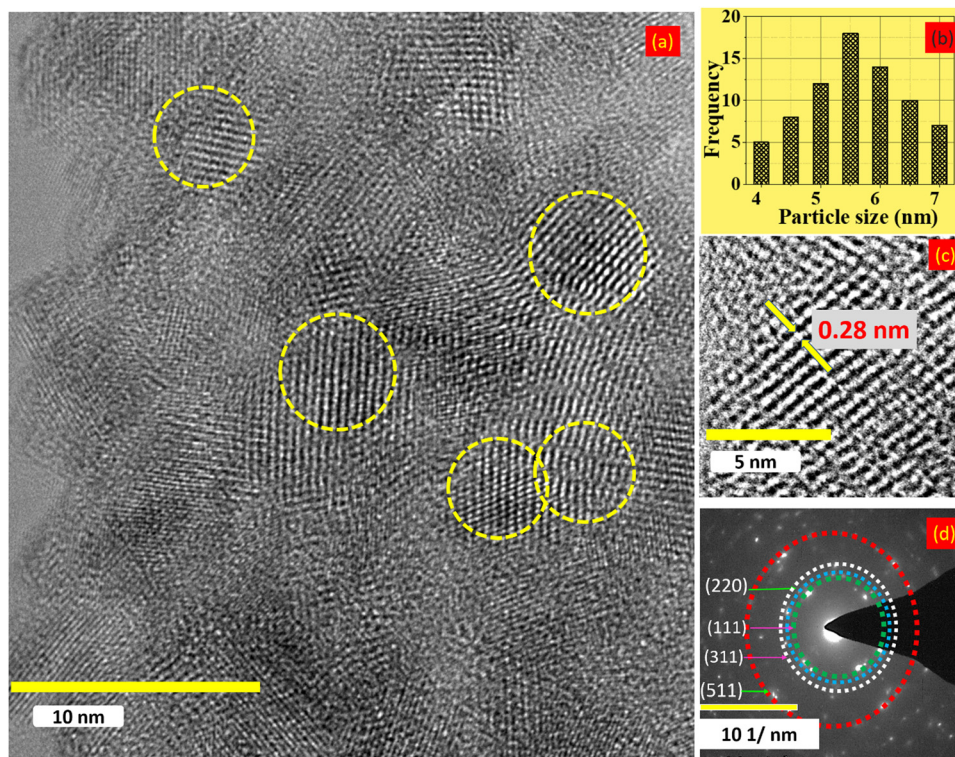 (a)
10 nm
(b)
20
15
10
5
0
Frequency
4 5 6 7
Particle size (nm)
(c)
0.28 nm
5 nm
(d)
(220)
(111)
(311)
(511)
10 1/ nm